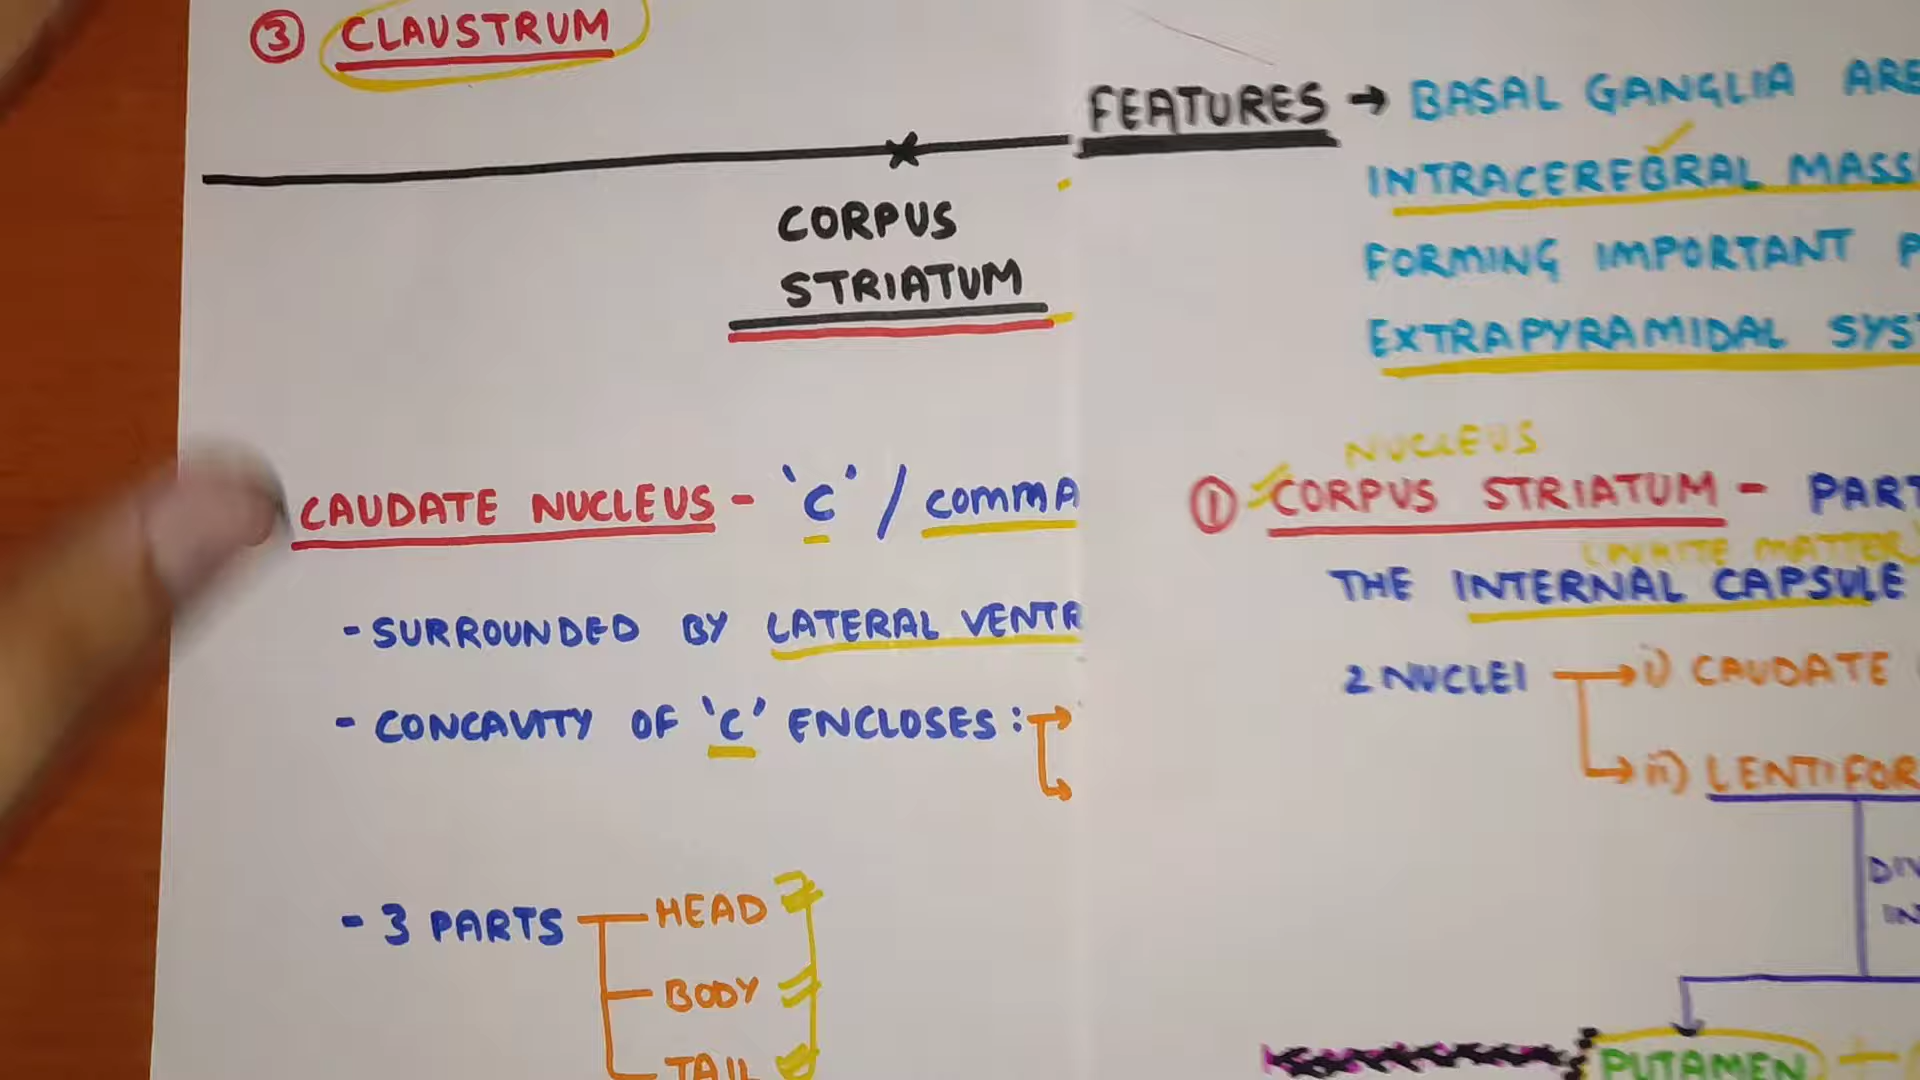 ③ CLAUSTRUM
CORPUS
STRIATUM
CAUDATE NUCLEUS - 'C' / COMMA
- SURROUNDED BY LATERAL VENTR
- CONCAVITY OF 'C' ENCLOSES :
- 3 PARTS
HEAD
BODY
TAIL
FEATURES → BASAL GANGLIA ARE
INTRACEREBRAL MASS
FORMING IMPORTANT P
EXTRAPYRAMIDAL SYS
NUCLEUS
① CORPUS STRIATUM - PART
(WHITE MATTER)
THE INTERNAL CAPSULE
2 NUCLEI → i) CAUDATE
→ ii) LENTIFOR
DIV
IN
PUTAMEN +